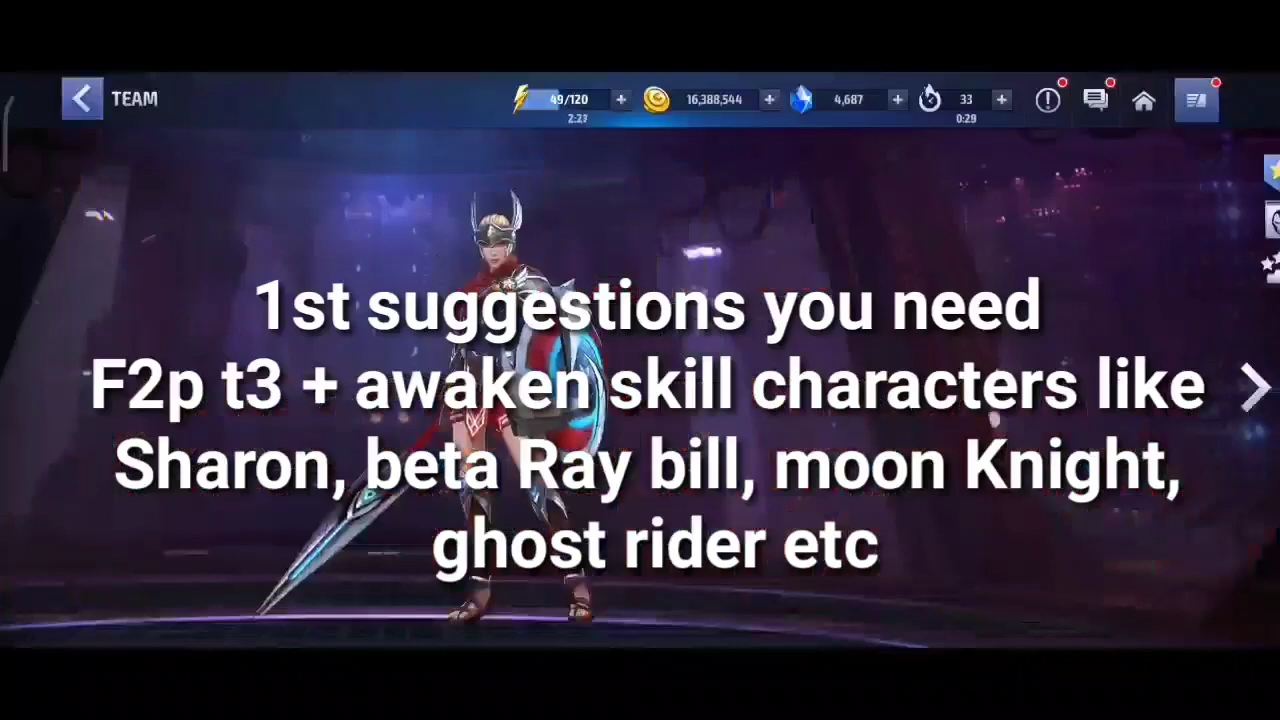 TEAM
49/120
2:27
16,388,544
4,687
33
0:29
1st suggestions you need
F2p t3 + awaken skill characters like
Sharon, beta Ray bill, moon Knight,
ghost rider etc